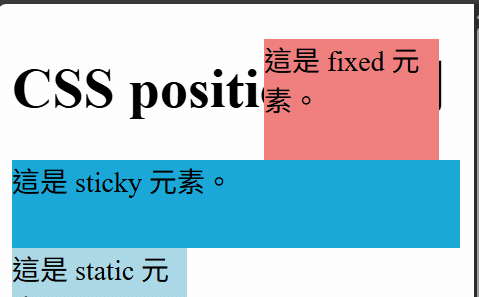 CSS positi
這是 fixed 元
素。
這是 sticky 元素。
這是 static 元